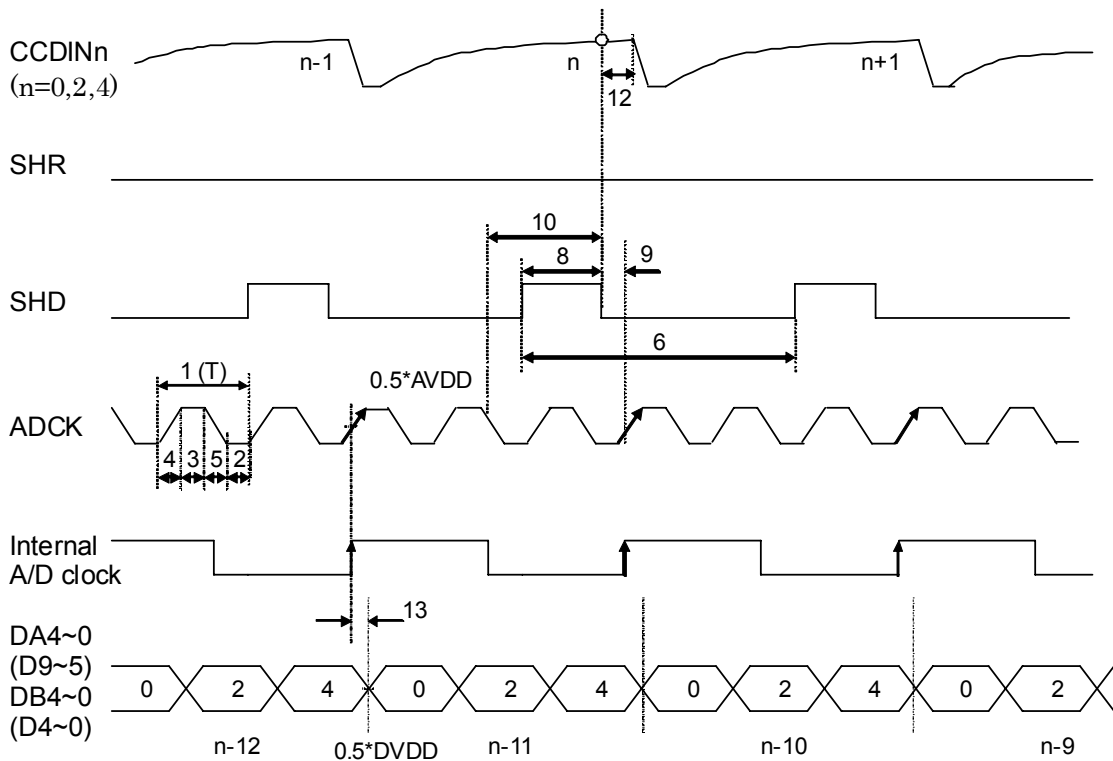 CCDINn
(n=0,2,4)
n-1
n
n+1
12
SHR
10
8
9
SHD
6
1 (T)
0.5*AVDD
ADCK
4
3
5
2
Internal
A/D clock
13
DA4~0
(D9~5)
DB4~0
(D4~0)
0
2
4
0
2
4
0
2
4
0
2
n-12
0.5*DVDD
n-11
n-10
n-9